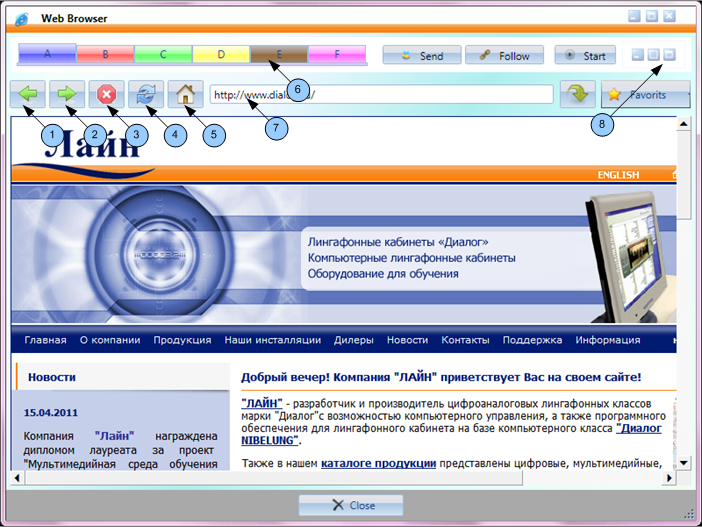 Web Browser
A B C D E F Send Follow Start
6
http://www.dial
7
Favorits
8
1 2 3 4 5
Лайн
ENGLISH
Лингафонные кабинеты «Диалог»
Компьютерные лингафонные кабинеты
Оборудование для обучения
Главная О компании Продукция Наши инсталляции Дилеры Новости Контакты Поддержка Информация
Новости
15.04.2011
Компания "Лайн" награждена
дипломом лауреата за проект
"Мультимедийная среда обучения
Добрый вечер! Компания "ЛАЙН" приветствует Вас на своем сайте!
"ЛАЙН" - разработчик и производитель цифроаналоговых лингафонных классов
марки "Диалог"с возможностью компьютерного управления, а также программного
обеспечения для лингафонного кабинета на базе компьютерного класса "Диалог
NIBELUNG".
Также в нашем каталоге продукции представлены цифровые, мультимедийные,
Close